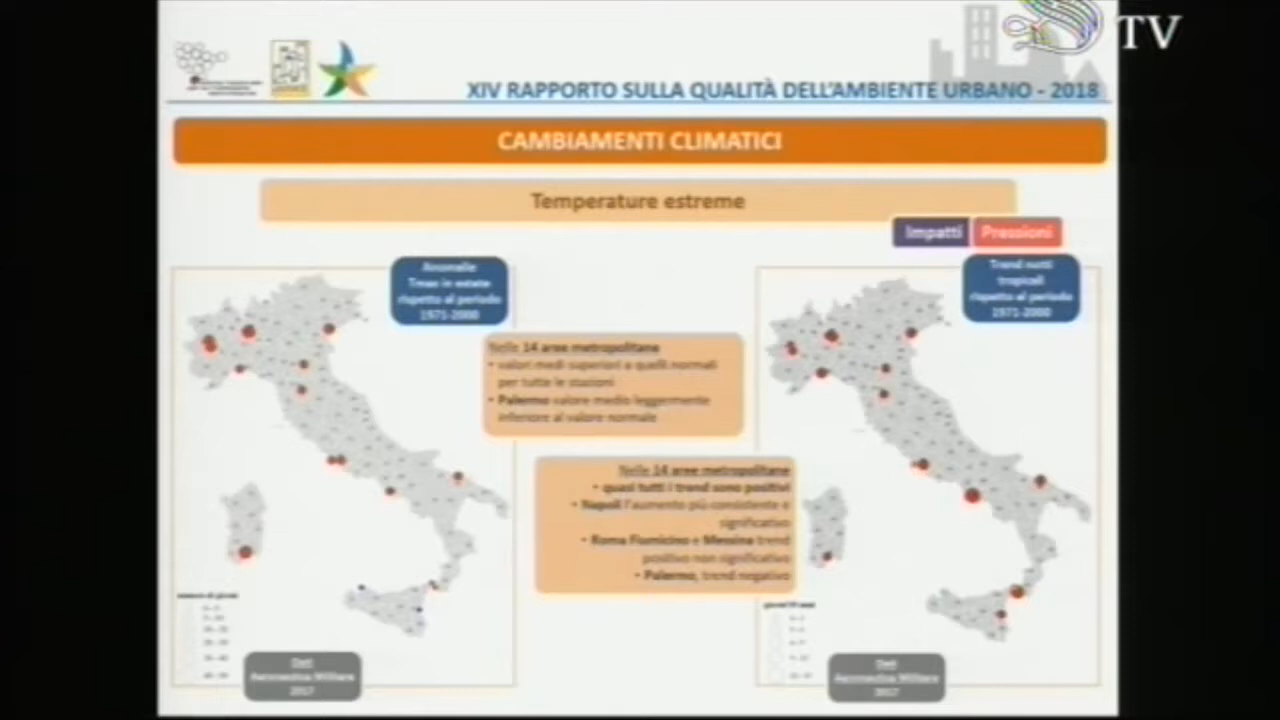 TV
XIV RAPPORTO SULLA QUALITÀ DELL'AMBIENTE URBANO - 2018
CAMBIAMENTI CLIMATICI
Temperature estreme
Impatti
Pressioni
Anomalie
Tmax in estate
rispetto al periodo
1971-2000
Trend notti
tropicali
rispetto al periodo
1971-2000
Nelle 14 aree metropolitane
• valori medi superiori a quelli normali
per tutte le stazioni
• Palermo valore medio leggermente
inferiore al valore normale
Nelle 14 aree metropolitane
• quasi tutti i trend sono positivi
• Napoli l'aumento più consistente e
significativo
• Roma Fiumicino e Messina trend
positivo non significativo
• Palermo, trend negativo
Dati
Aeronautica Militare
2017
Dati
Aeronautica Militare
2017